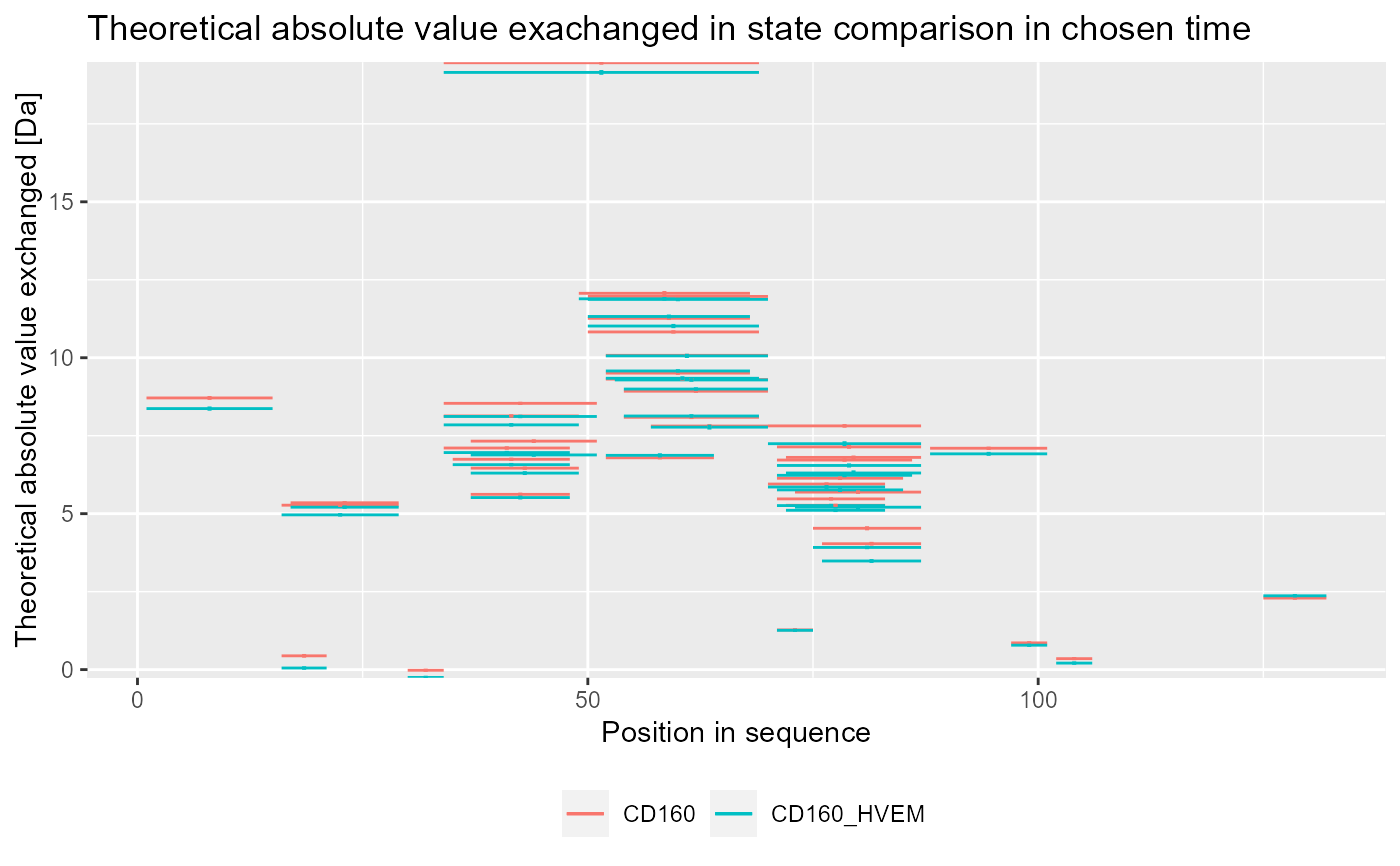 Theoretical absolute value exachanged in state comparison in chosen time
Theoretical absolute value exchanged [Da]
15
10
5
0
0
50
100
Position in sequence
CD160
CD160_HVEM